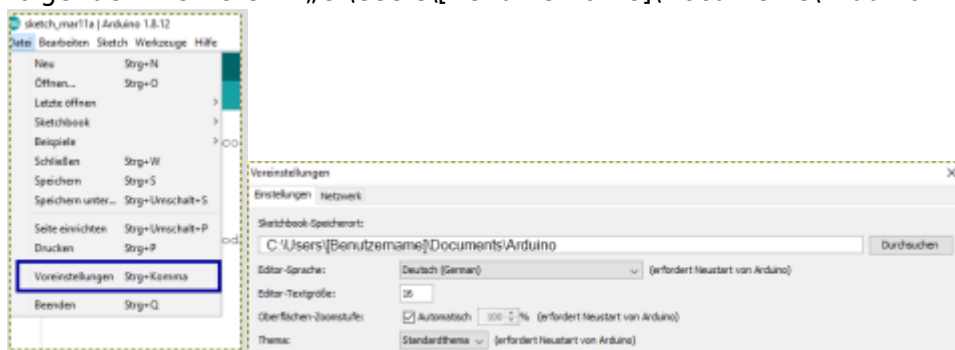 sketch_mar11a | Arduino 1.8.12
Datei Bearbeiten Sketch Werkzeuge Hilfe
Neu Strg+N
Öffnen... Strg+O
Letzte öffnen >
Sketchbook >
Beispiele >
Schließen Strg+W
Speichern Strg+S
Speichern unter... Strg+Umschalt+S
Seite einrichten Strg+Umschalt+P
Drucken Strg+P
Voreinstellungen Strg+Komma
Beenden Strg+Q
Voreinstellungen
Einstellungen Netzwerk
Sketchbook-Speicherort:
C:\Users\[Benutzername]\Documents\Arduino Durchsuchen
Editor-Sprache: Deutsch (German) (erfordert Neustart von Arduino)
Editor-Textgröße: 16
Oberflächen-Zoomstufe: Automatisch 100 % (erfordert Neustart von Arduino)
Thema: Standardthema (erfordert Neustart von Arduino)